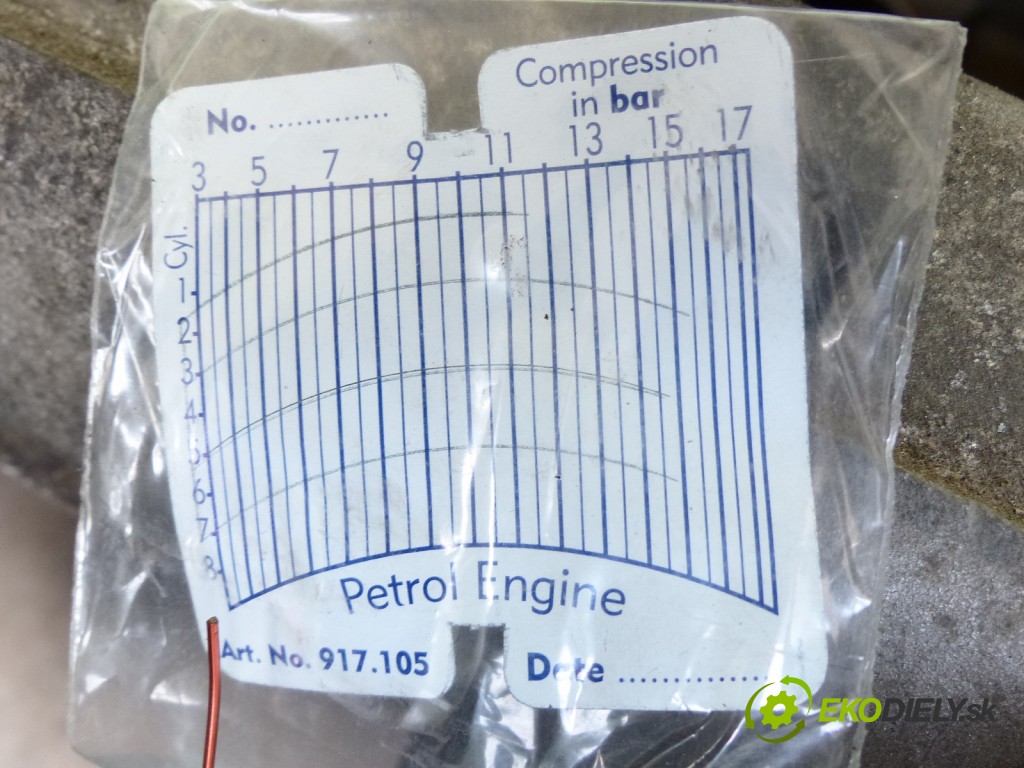 No. .............
Compression
in bar
3 5 7 9 11 13 15 17
Cyl.
1
2
3
4
5
6
7
8
Petrol Engine
Art. No. 917.105
Date ..............
EKODIELY.sk